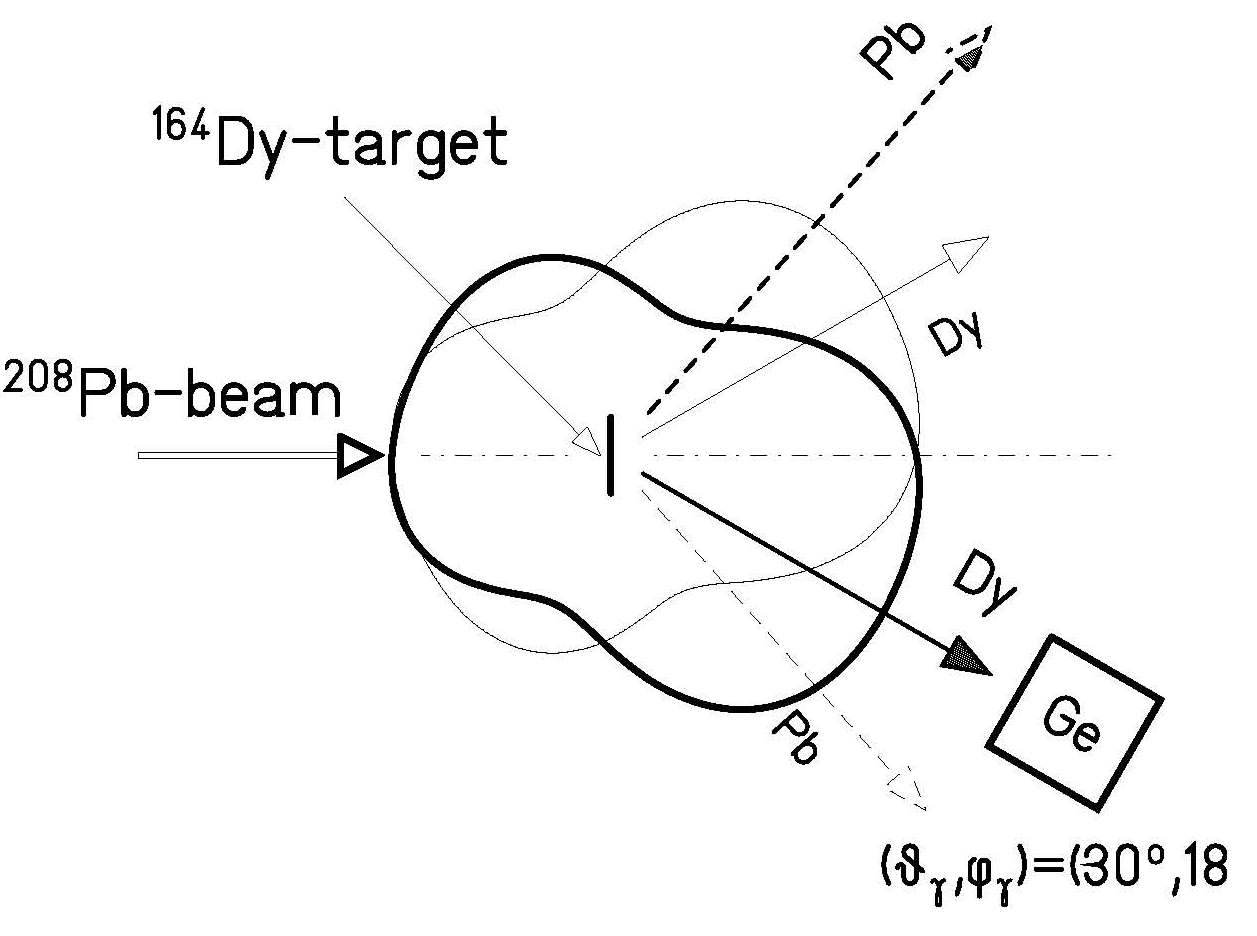 Pb
¹⁶⁴Dy-target
Dy
²⁰⁸Pb-beam
Dy
Ge
Pb
(ϑᵧ,φᵧ)=(30°,18